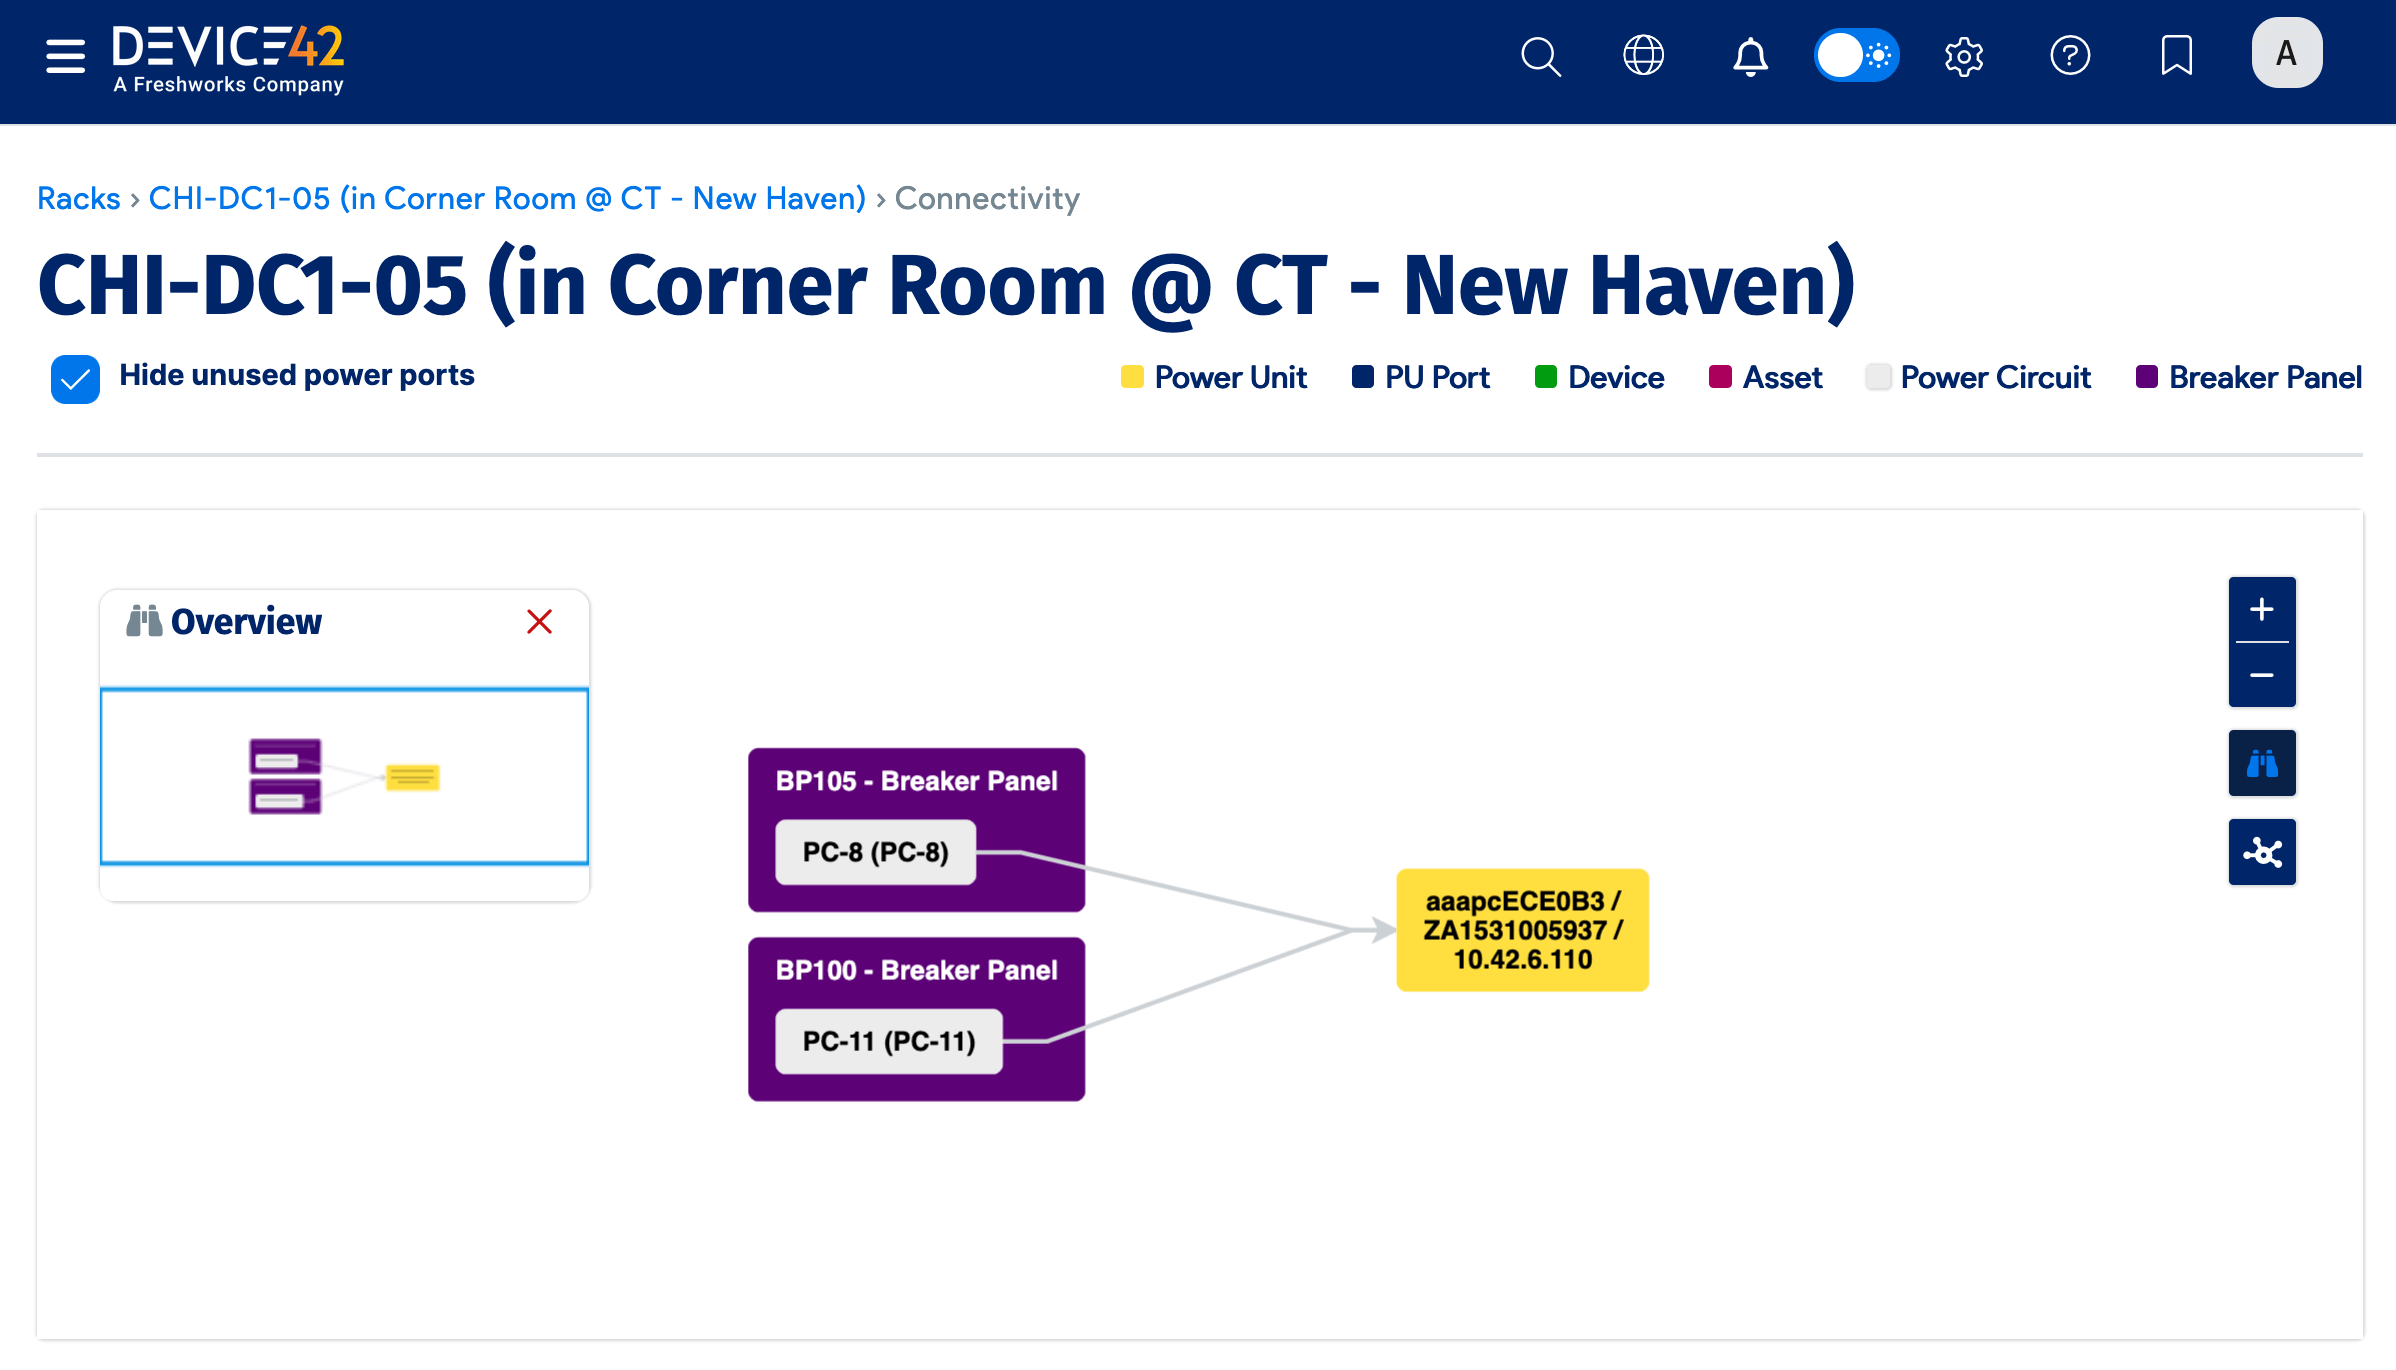 DEVICE42
A Freshworks Company
A
Racks › CHI-DC1-05 (in Corner Room @ CT - New Haven) › Connectivity
CHI-DC1-05 (in Corner Room @ CT - New Haven)
Hide unused power ports
Power Unit
PU Port
Device
Asset
Power Circuit
Breaker Panel
Overview
BP105 - Breaker Panel
PC-8 (PC-8)
BP100 - Breaker Panel
PC-11 (PC-11)
aaapcECE0B3 /
ZA1531005937 /
10.42.6.110